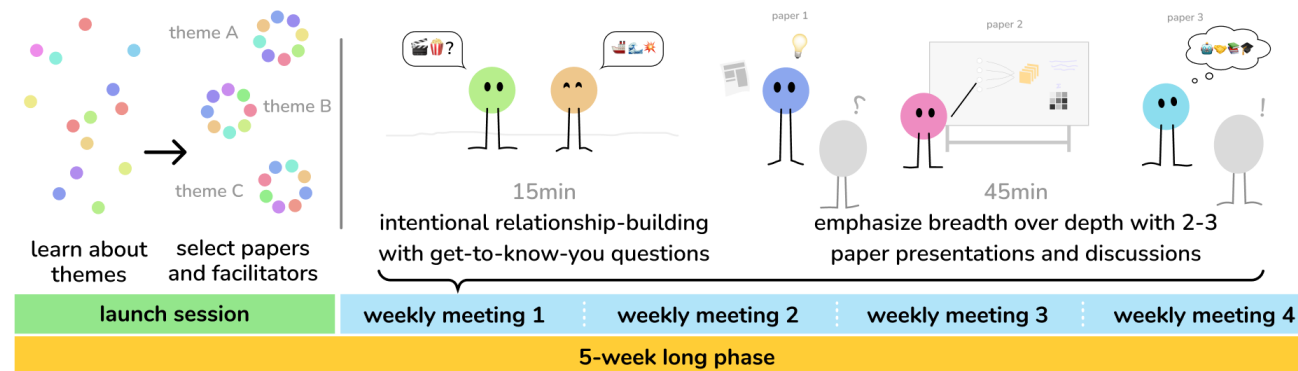 theme A
theme B
theme C
learn about
themes
select papers
and facilitators
?
15min
intentional relationship-building
with get-to-know-you questions
paper 1
?
paper 2
paper 3
!
45min
emphasize breadth over depth with 2-3
paper presentations and discussions
launch session
weekly meeting 1
weekly meeting 2
weekly meeting 3
weekly meeting 4
5-week long phase